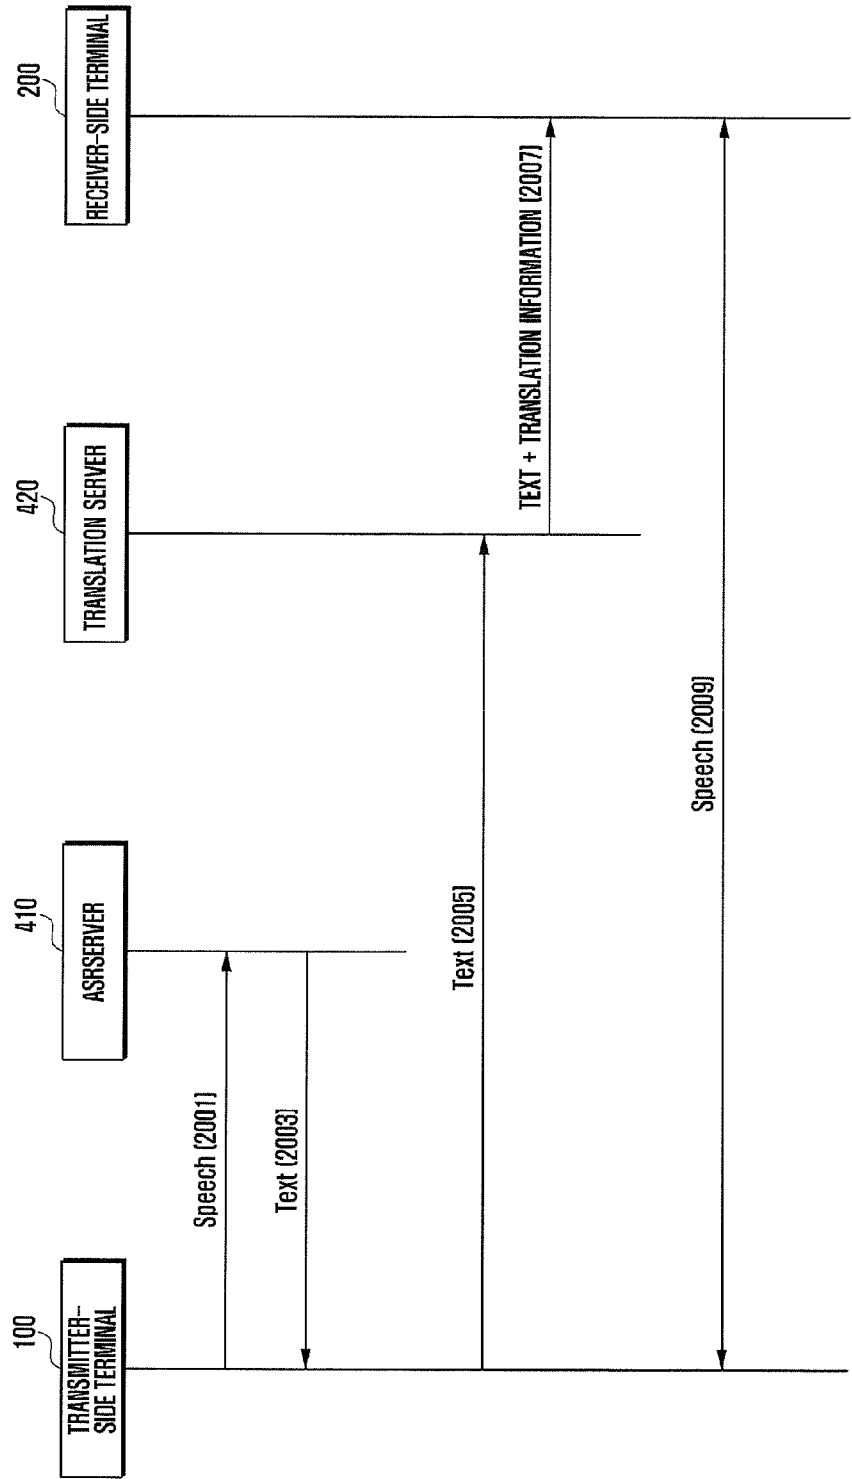 100
TRANSMITTER-
SIDE TERMINAL
410
ASRSERVER
420
TRANSLATION SERVER
200
RECEIVER-SIDE TERMINAL
Speech (2001)
Text (2003)
Text (2005)
TEXT + TRANSLATION INFORMATION (2007)
Speech (2009)